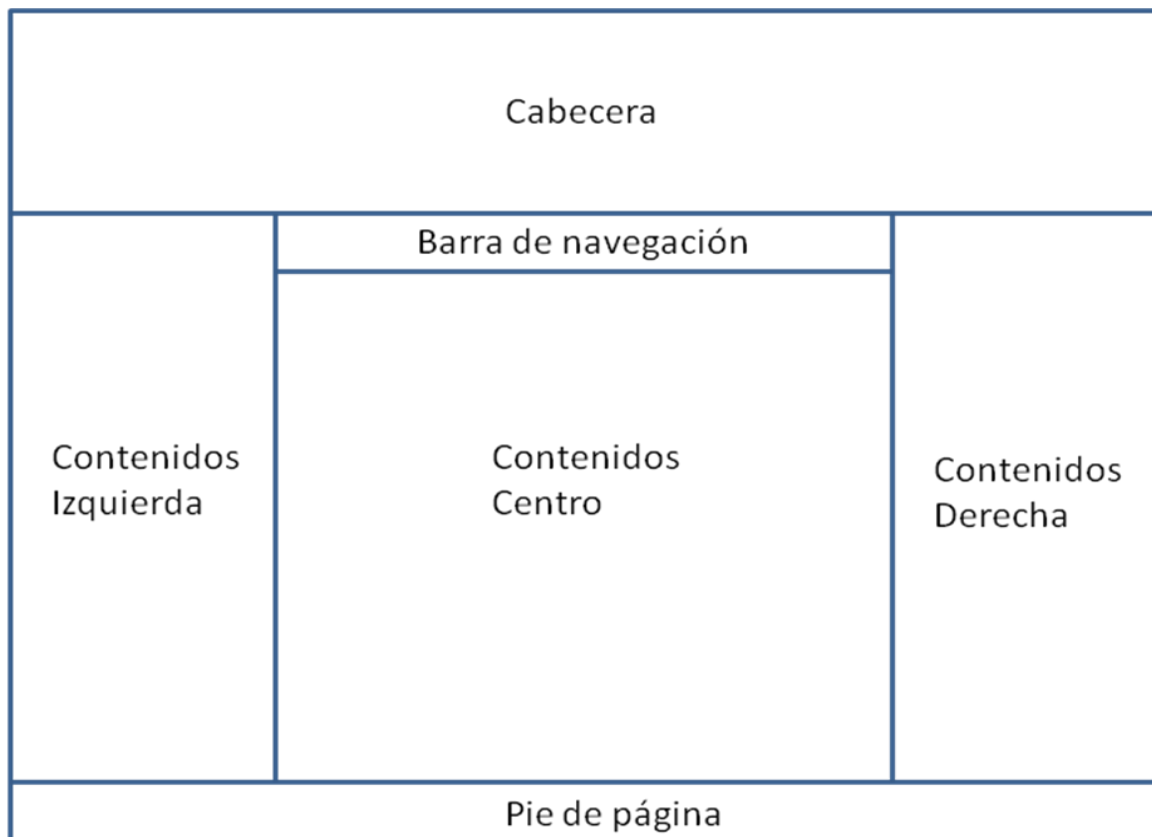 Cabecera
Barra de navegación
Contenidos
Izquierda
Contenidos
Centro
Contenidos
Derecha
Pie de página